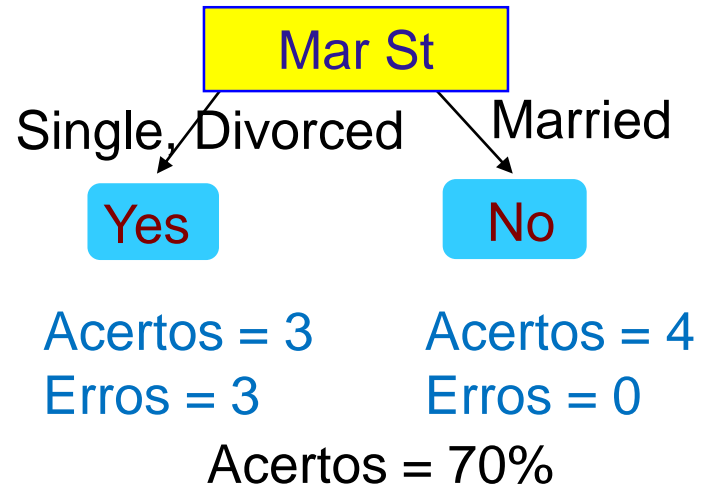 Mar St
Single, Divorced
Married
Yes
No
Acertos = 3
Acertos = 4
Erros = 3
Erros = 0
Acertos = 70%